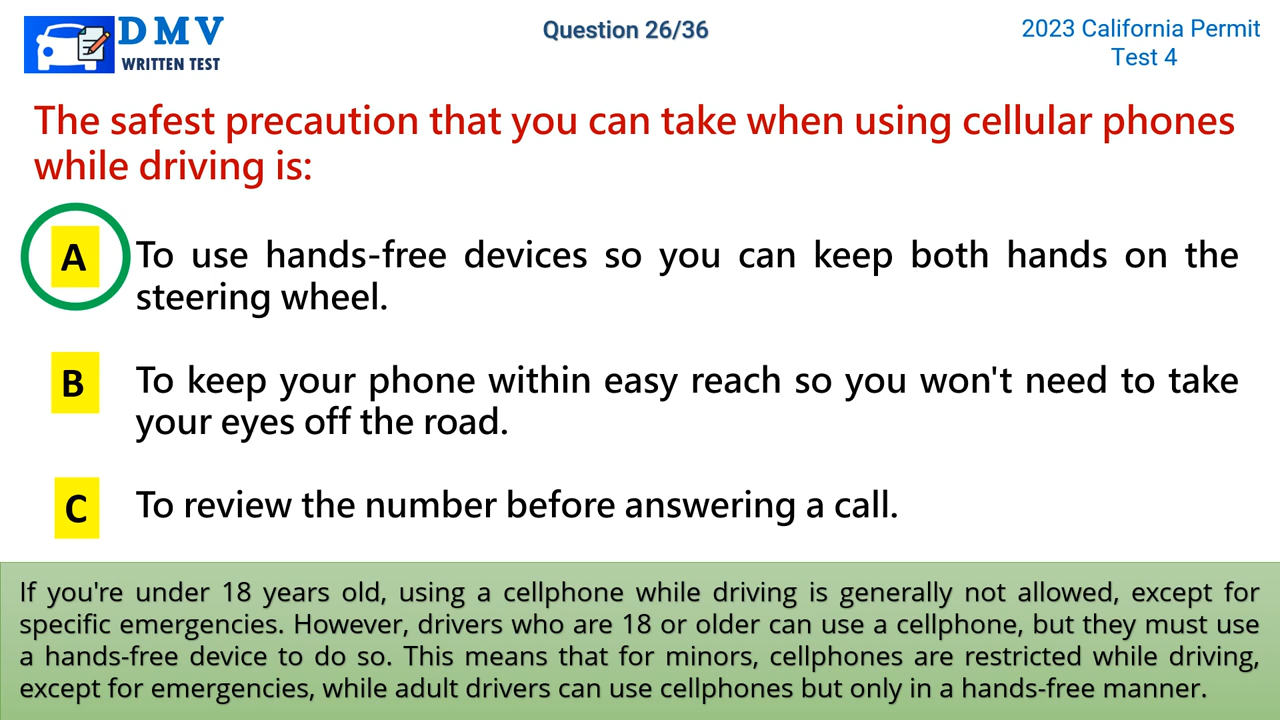 DMV
WRITTEN TEST
Question 26/36
2023 California Permit
Test 4
The safest precaution that you can take when using cellular phones
while driving is:
A
To use hands-free devices so you can keep both hands on the
steering wheel.
B
To keep your phone within easy reach so you won't need to take
your eyes off the road.
C
To review the number before answering a call.
If you're under 18 years old, using a cellphone while driving is generally not allowed, except for
specific emergencies. However, drivers who are 18 or older can use a cellphone, but they must use
a hands-free device to do so. This means that for minors, cellphones are restricted while driving,
except for emergencies, while adult drivers can use cellphones but only in a hands-free manner.